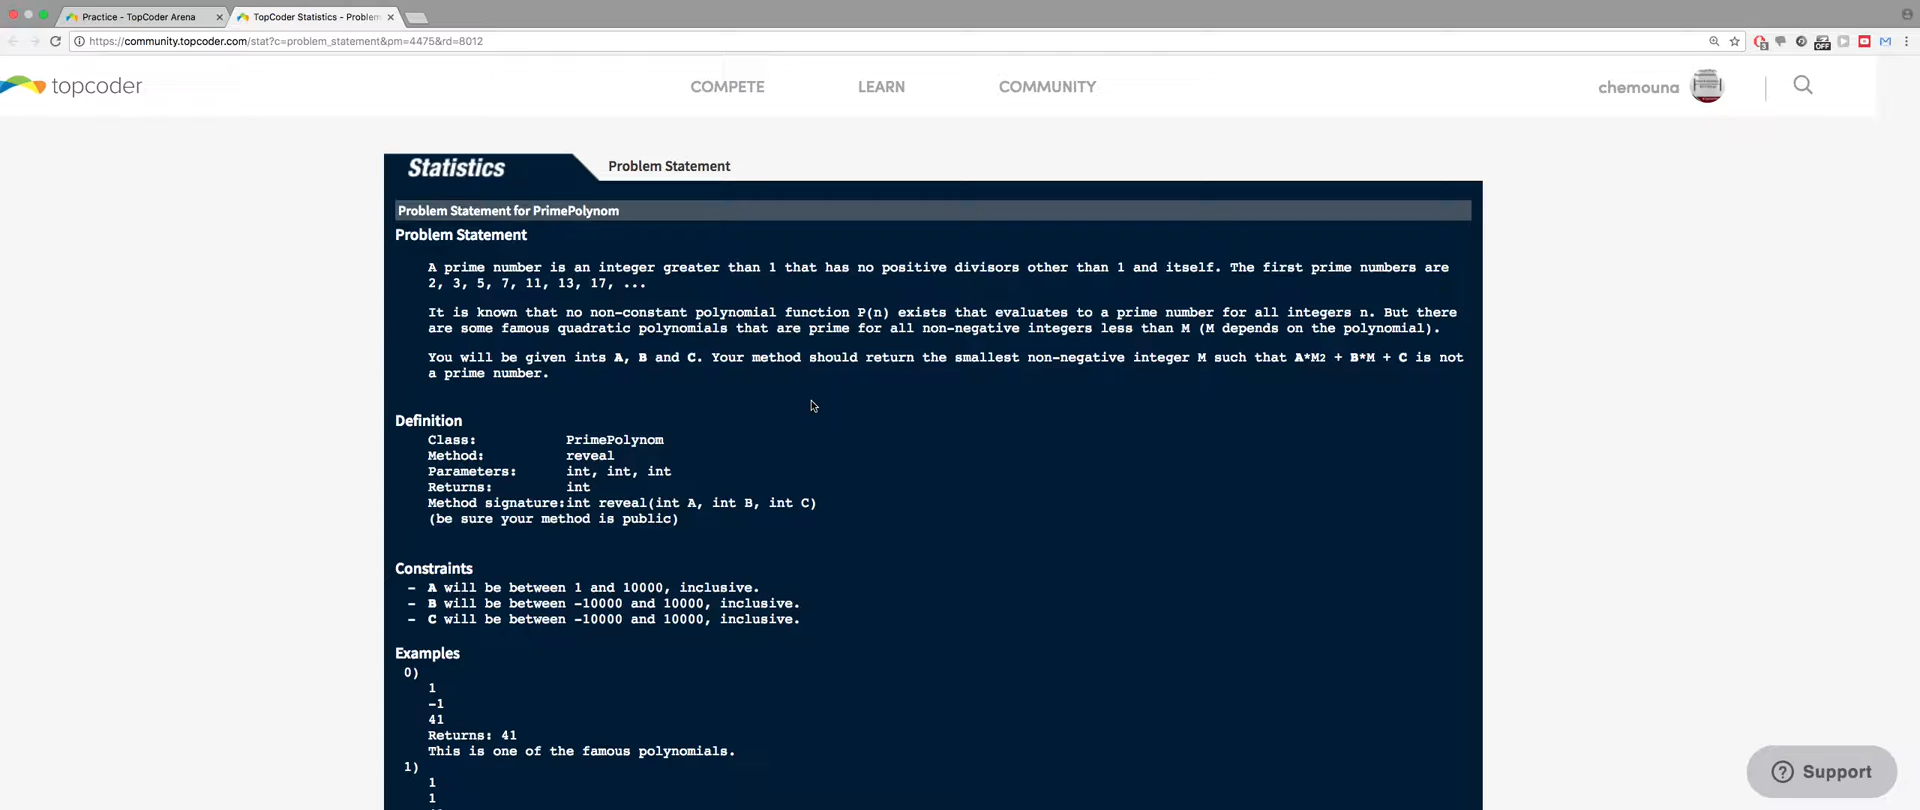 Practice - TopCoder Arena
TopCoder Statistics - Problem
https://community.topcoder.com/stat?c=problem_statement&pm=4475&rd=8012
OFF
topcoder
COMPETE
LEARN
COMMUNITY
chemouna
Statistics
Problem Statement
Problem Statement for PrimePolynom
Problem Statement
A prime number is an integer greater than 1 that has no positive divisors other than 1 and itself. The first prime numbers are
2, 3, 5, 7, 11, 13, 17, ...
It is known that no non-constant polynomial function P(n) exists that evaluates to a prime number for all integers n. But there
are some famous quadratic polynomials that are prime for all non-negative integers less than M (M depends on the polynomial).
You will be given ints A, B and C. Your method should return the smallest non-negative integer M such that A*M2 + B*M + C is not
a prime number.
Definition
Class: PrimePolynom
Method: reveal
Parameters: int, int, int
Returns: int
Method signature:int reveal(int A, int B, int C)
(be sure your method is public)
Constraints
- A will be between 1 and 10000, inclusive.
- B will be between -10000 and 10000, inclusive.
- C will be between -10000 and 10000, inclusive.
Examples
0)
1
-1
41
Returns: 41
This is one of the famous polynomials.
1)
1
1
Support